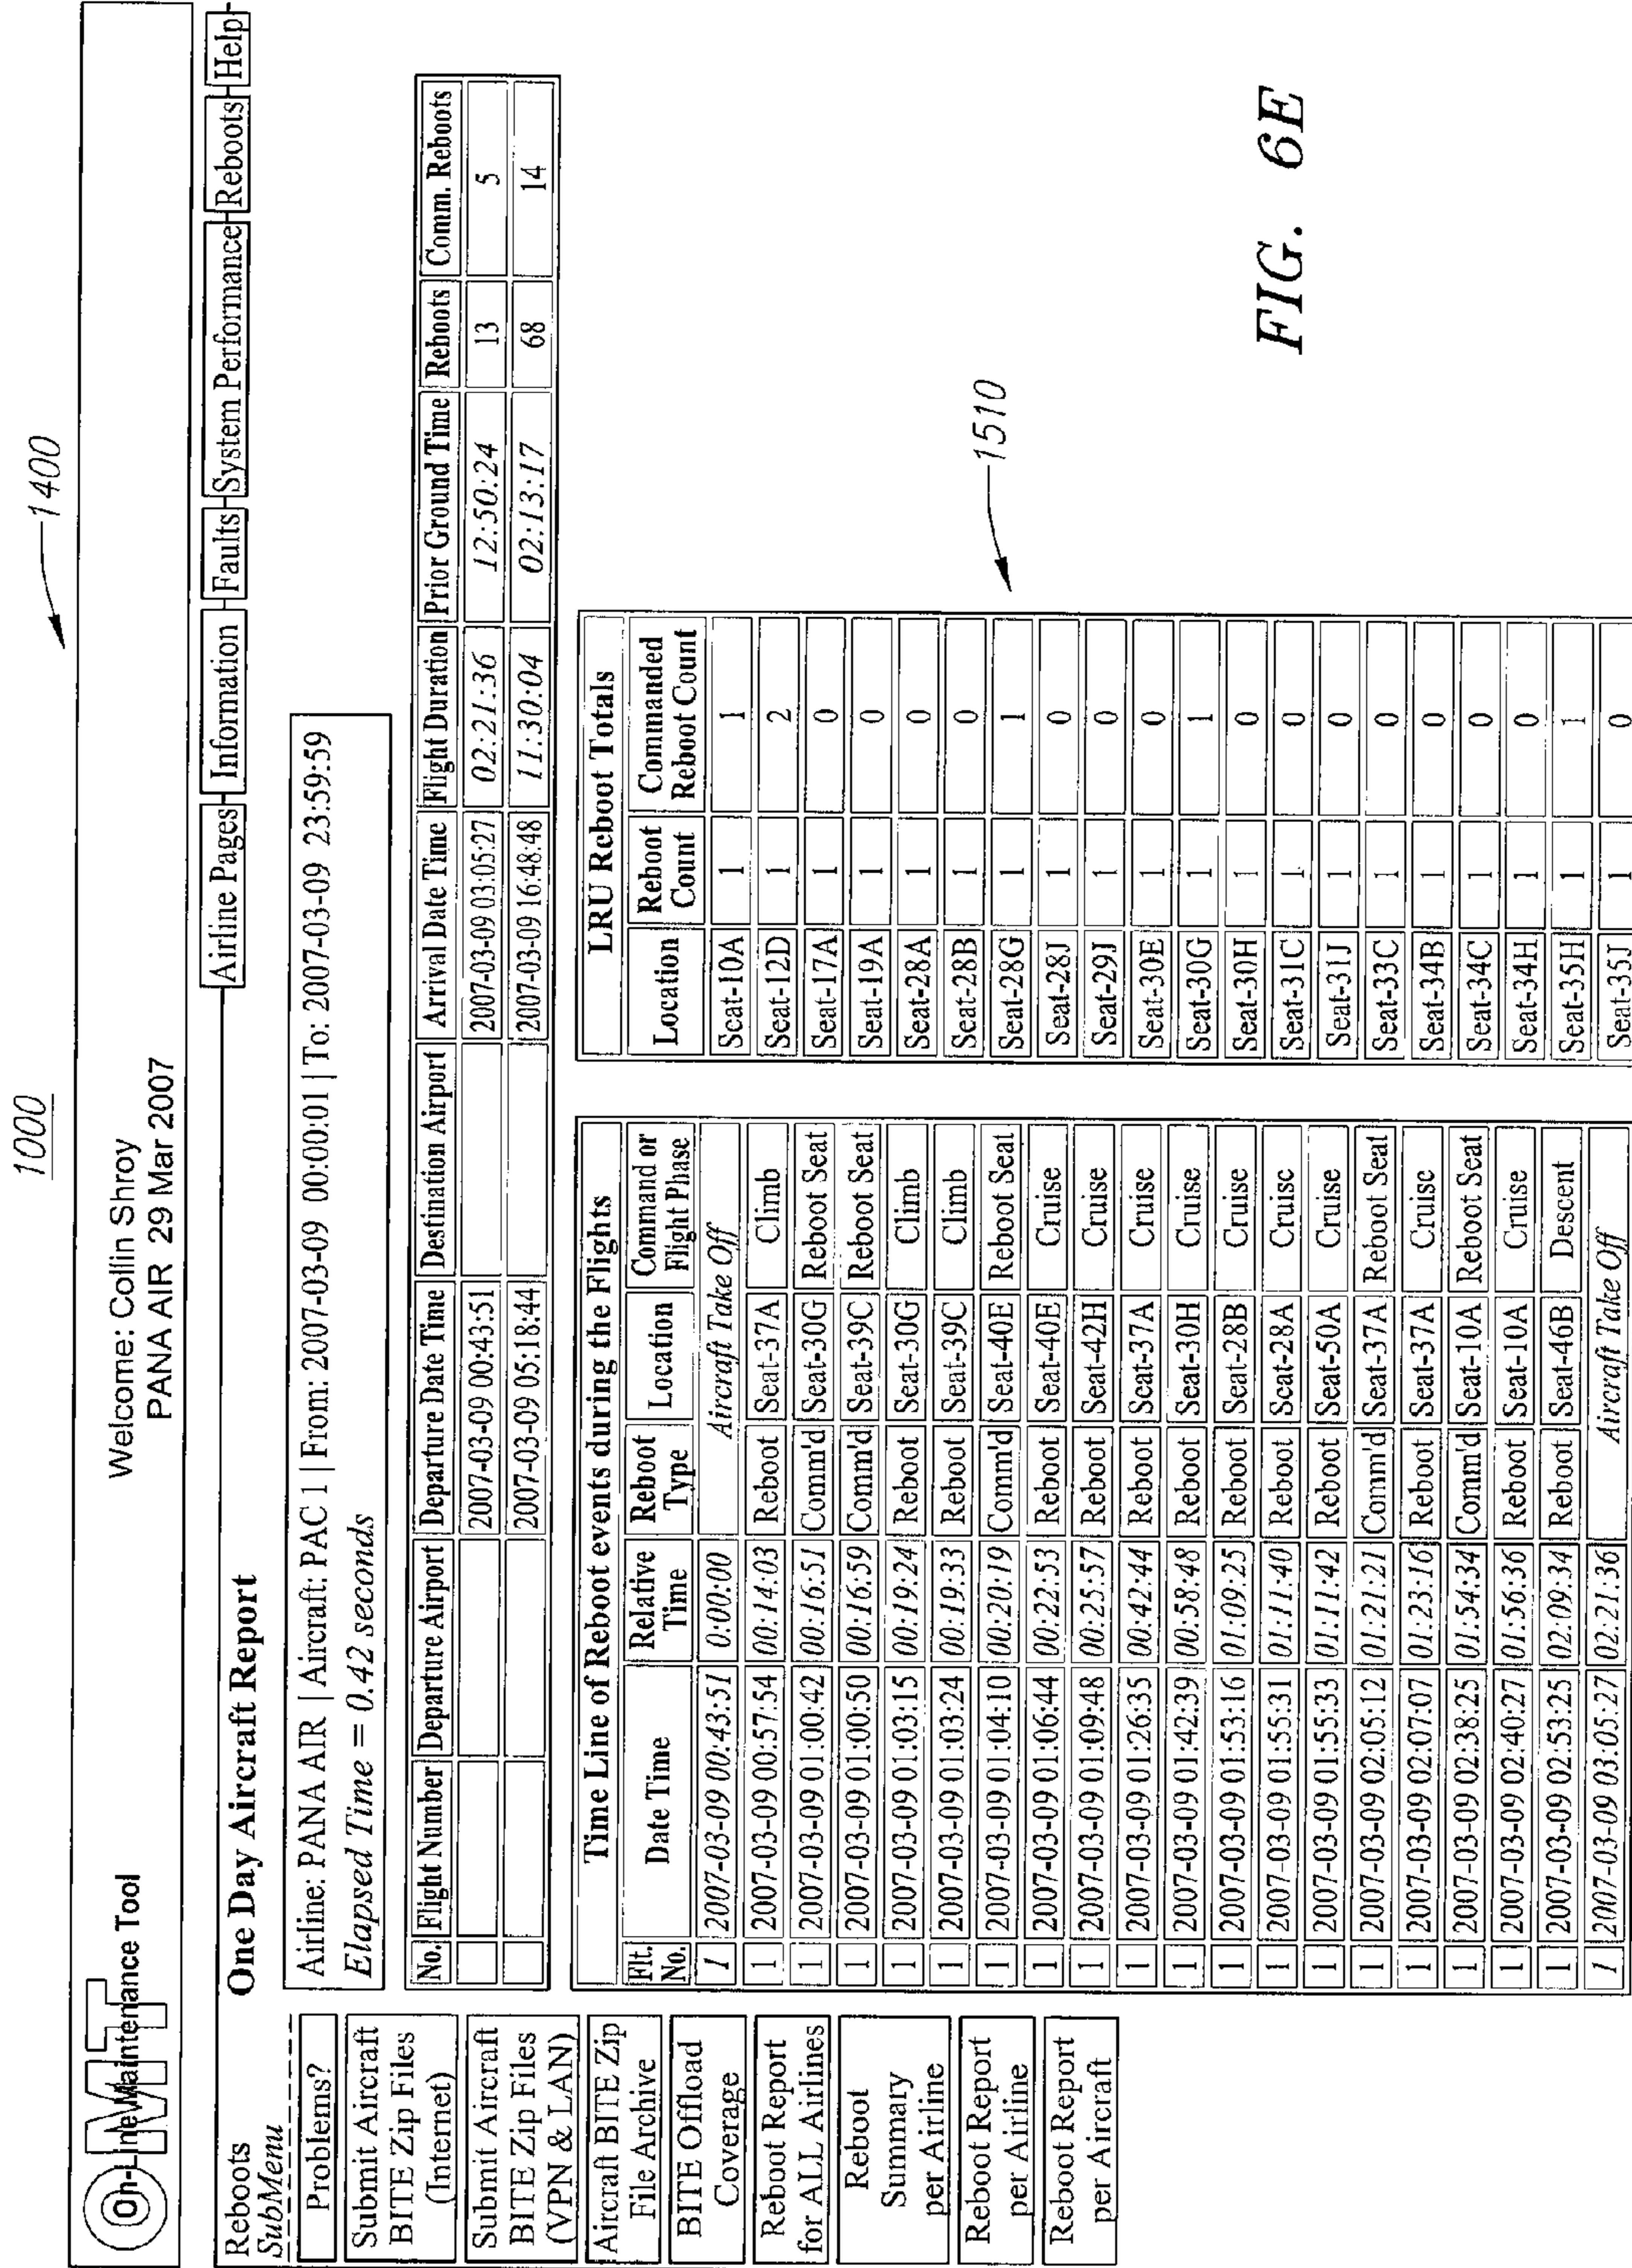 1000
1400
OMT
On-Line Maintenance Tool
Welcome: Collin Shroy
PANA AIR 29 Mar 2007
Airline Pages Information Faults System Performance Reboots Help
Reboots
SubMenu
Problems?
Submit Aircraft
BITE Zip Files
(Internet)
Submit Aircraft
BITE Zip Files
(VPN & LAN)
Aircraft BITE Zip
File Archive
BITE Offload
Coverage
Reboot Report
for ALL Airlines
Reboot
Summary
per Airline
Reboot Report
per Airline
Reboot Report
per Aircraft
One Day Aircraft Report
Airline: PANA AIR | Aircraft: PAC 1 | From: 2007-03-09 00:00:01 | To: 2007-03-09 23:59:59
Elapsed Time = 0.42 seconds
No. Flight Number Departure Airport Departure Date Time Destination Airport Arrival Date Time Flight Duration Prior Ground Time Reboots Comm. Reboots
2007-03-09 00:43:51 2007-03-09 03:05:27 02:21:36 12:50:24 13 5
2007-03-09 05:18:44 2007-03-09 16:48:48 11:30:04 02:13:17 68 14
Time Line of Reboot events during the Flights
Flt. No. Date Time Relative Time Reboot Type Location Command or Flight Phase
1 2007-03-09 00:43:51 0:00:00 Aircraft Take Off
1 2007-03-09 00:57:54 00:14:03 Reboot Seat-37A Climb
1 2007-03-09 01:00:42 00:16:51 Comm'd Seat-30G Reboot Seat
1 2007-03-09 01:00:50 00:16:59 Comm'd Seat-39C Reboot Seat
1 2007-03-09 01:03:15 00:19:24 Reboot Seat-30G Climb
1 2007-03-09 01:03:24 00:19:33 Reboot Seat-39C Climb
1 2007-03-09 01:04:10 00:20:19 Comm'd Seat-40E Reboot Seat
1 2007-03-09 01:06:44 00:22:53 Reboot Seat-40E Cruise
1 2007-03-09 01:09:48 00:25:57 Reboot Seat-42H Cruise
1 2007-03-09 01:26:35 00:42:44 Reboot Seat-37A Cruise
1 2007-03-09 01:42:39 00:58:48 Reboot Seat-30H Cruise
1 2007-03-09 01:53:16 01:09:25 Reboot Seat-28B Cruise
1 2007-03-09 01:55:31 01:11:40 Reboot Seat-28A Cruise
1 2007-03-09 01:55:33 01:11:42 Reboot Seat-50A Cruise
1 2007-03-09 02:05:12 01:21:21 Comm'd Seat-37A Reboot Seat
1 2007-03-09 02:07:07 01:23:16 Reboot Seat-37A Cruise
1 2007-03-09 02:38:25 01:54:34 Comm'd Seat-10A Reboot Seat
1 2007-03-09 02:40:27 01:56:36 Reboot Seat-10A Cruise
1 2007-03-09 02:53:25 02:09:34 Reboot Seat-46B Descent
1 2007-03-09 03:05:27 02:21:36 Aircraft Take Off
LRU Reboot Totals
Location Reboot Count Commanded Reboot Count
Seat-10A 1 1
Seat-12D 1 2
Seat-17A 1 0
Seat-19A 1 0
Seat-28A 1 0
Seat-28B 1 0
Seat-28G 1 1
Seat-28J 1 0
Seat-29J 1 0
Seat-30E 1 0
Seat-30G 1 1
Seat-30H 1 0
Seat-31C 1 0
Seat-31J 1 0
Seat-33C 1 0
Seat-34B 1 0
Seat-34C 1 0
Seat-34H 1 0
Seat-35H 1 1
Seat-35J 1 0
1510
FIG. 6E